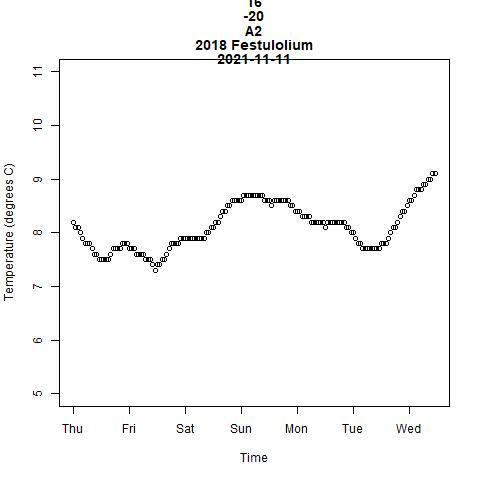 16
-20
A2
2018 Festulolium
2021-11-11
11
10
9
8
7
6
5
Temperature (degrees C)
Thu Fri Sat Sun Mon Tue Wed
Time